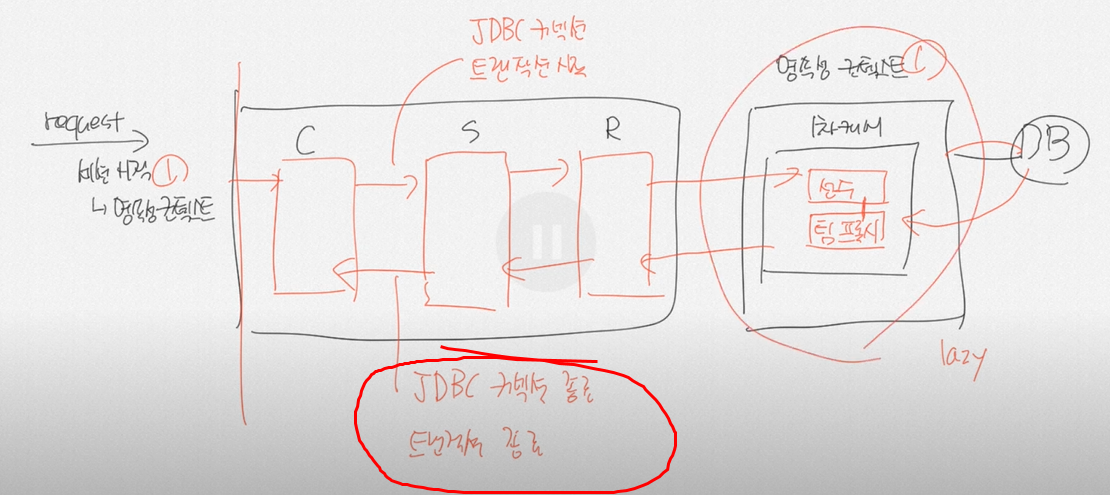 JDBC 커넥션
트랜잭션 시작
영속성 컨텍스트 ①
request
세션 시작 ①
↳ 영속성 컨텍스트
C
S
R
1차 캐시
DB
선수
팀 프록시
lazy
JDBC 커넥션 종료
트랜잭션 종료